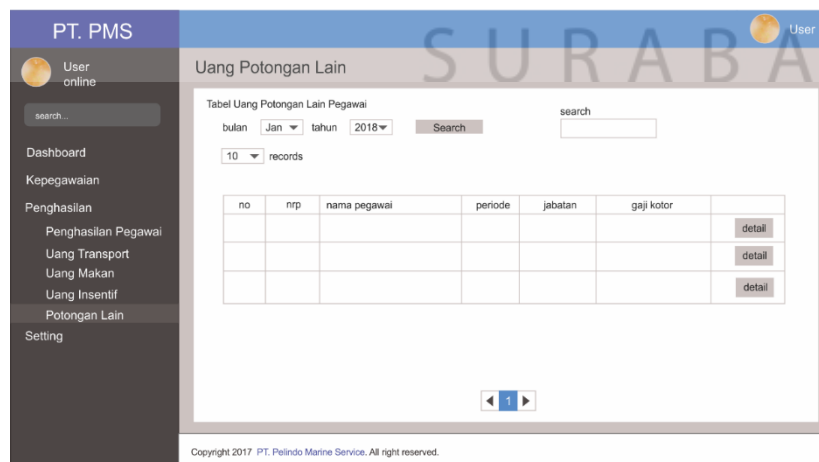 PT. PMS
User
SURABA
User
online
Uang Potongan Lain
search...
Tabel Uang Potongan Lain Pegawai
bulan Jan tahun 2018 Search
search
10 records
Dashboard
Kepegawaian
Penghasilan
Penghasilan Pegawai
Uang Transport
Uang Makan
Uang Insentif
Potongan Lain
Setting
no nrp nama pegawai periode jabatan gaji kotor
detail
detail
detail
1
Copyright 2017 PT. Pelindo Marine Service. All right reserved.